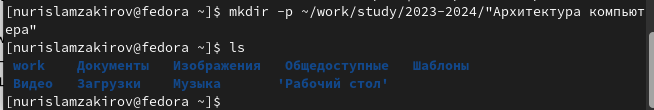 [nurislamzakirov@fedora ~]$ mkdir -p ~/work/study/2023-2024/"Архитектура компьют
ера"
[nurislamzakirov@fedora ~]$ ls
work Документы Изображения Общедоступные Шаблоны
Видео Загрузки Музыка 'Рабочий стол'
[nurislamzakirov@fedora ~]$